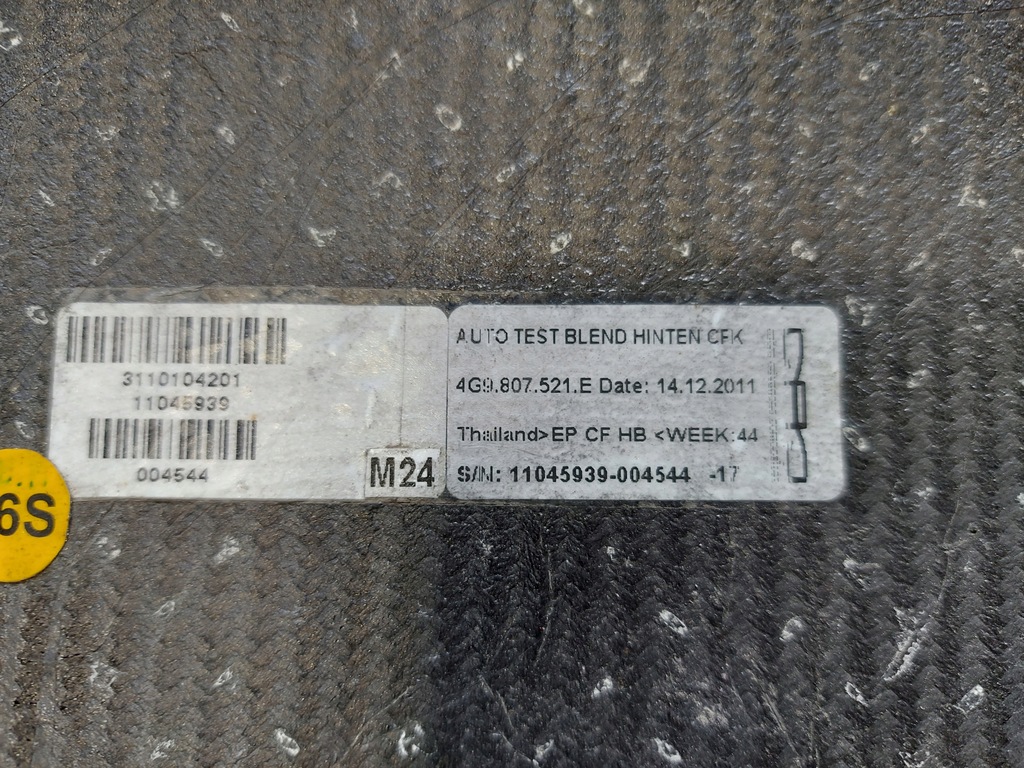 3110104201
11045939
004544
M24
AUTO TEST BLEND HINTEN CFK
4G9.807.521.E Date: 14.12.2011
Thailand>EP CF HB <WEEK:44
S/N: 11045939-004544 -17
6S